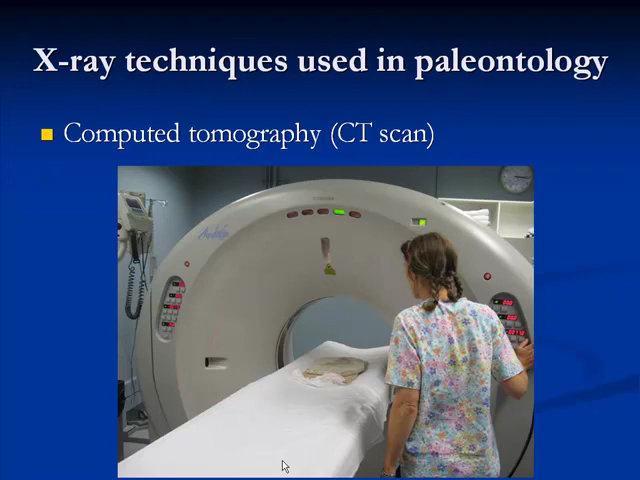 X-ray techniques used in paleontology
Computed tomography (CT scan)